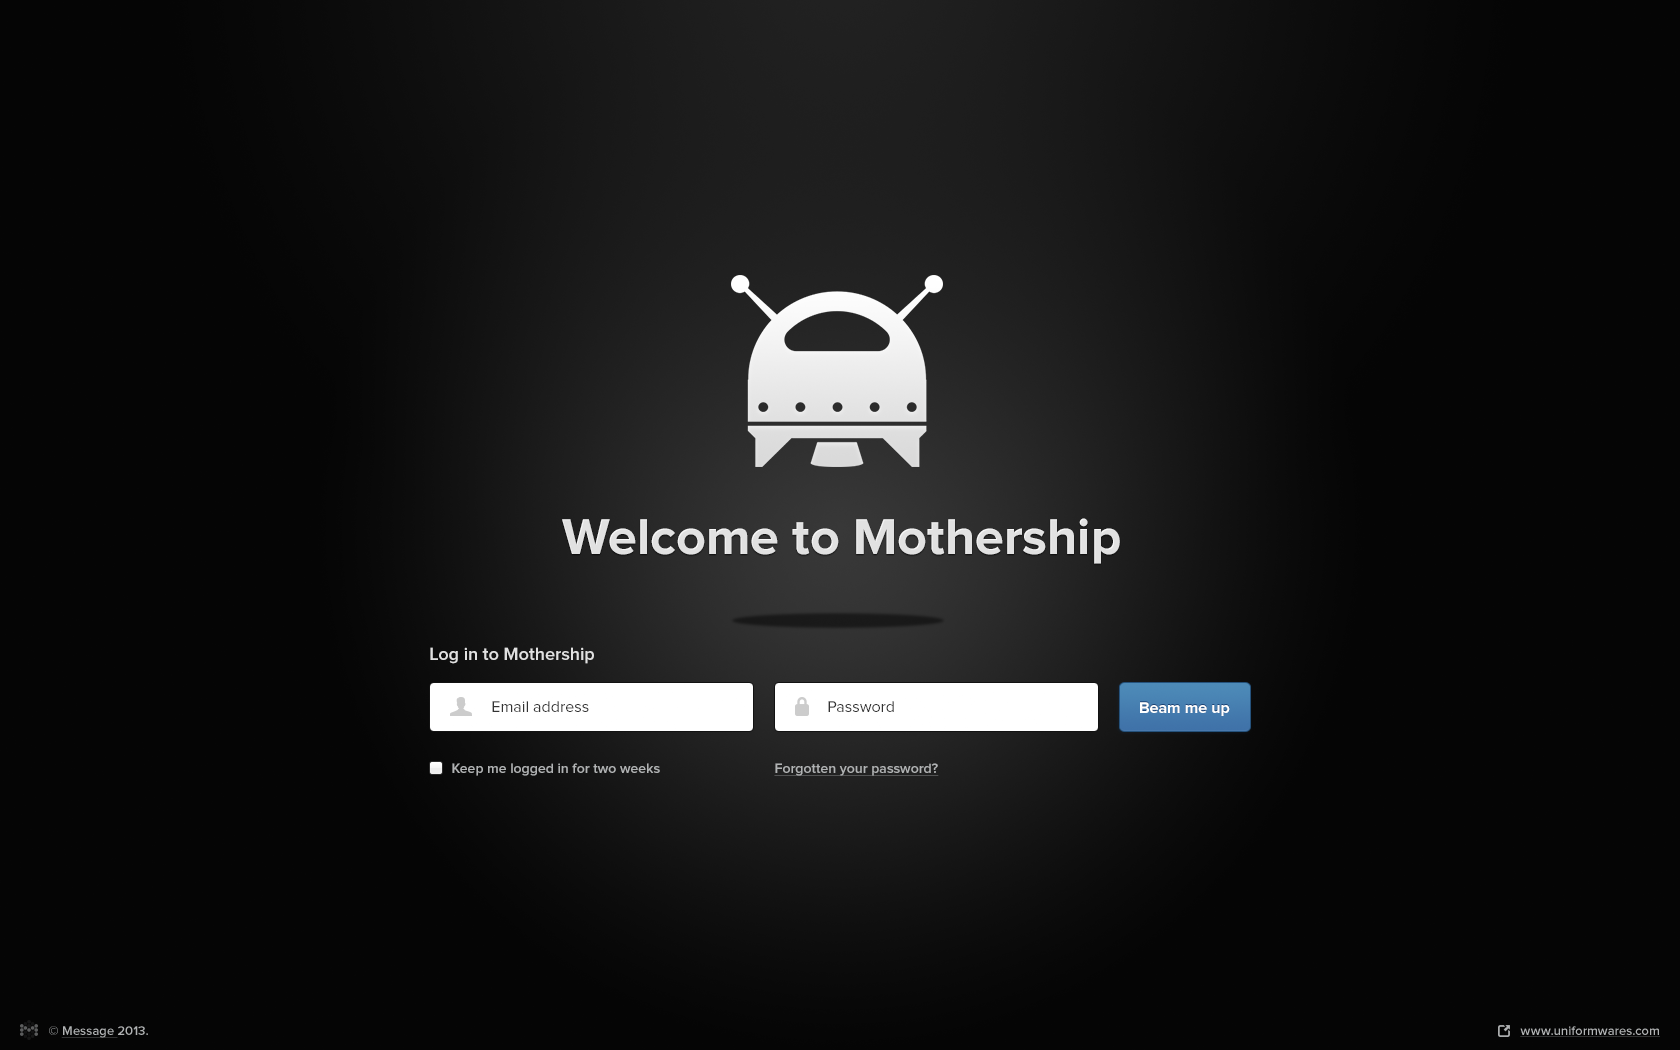 Welcome to Mothership
Log in to Mothership
Email address
Password
Beam me up
Keep me logged in for two weeks
Forgotten your password?
© Message 2013.
www.uniformwares.com